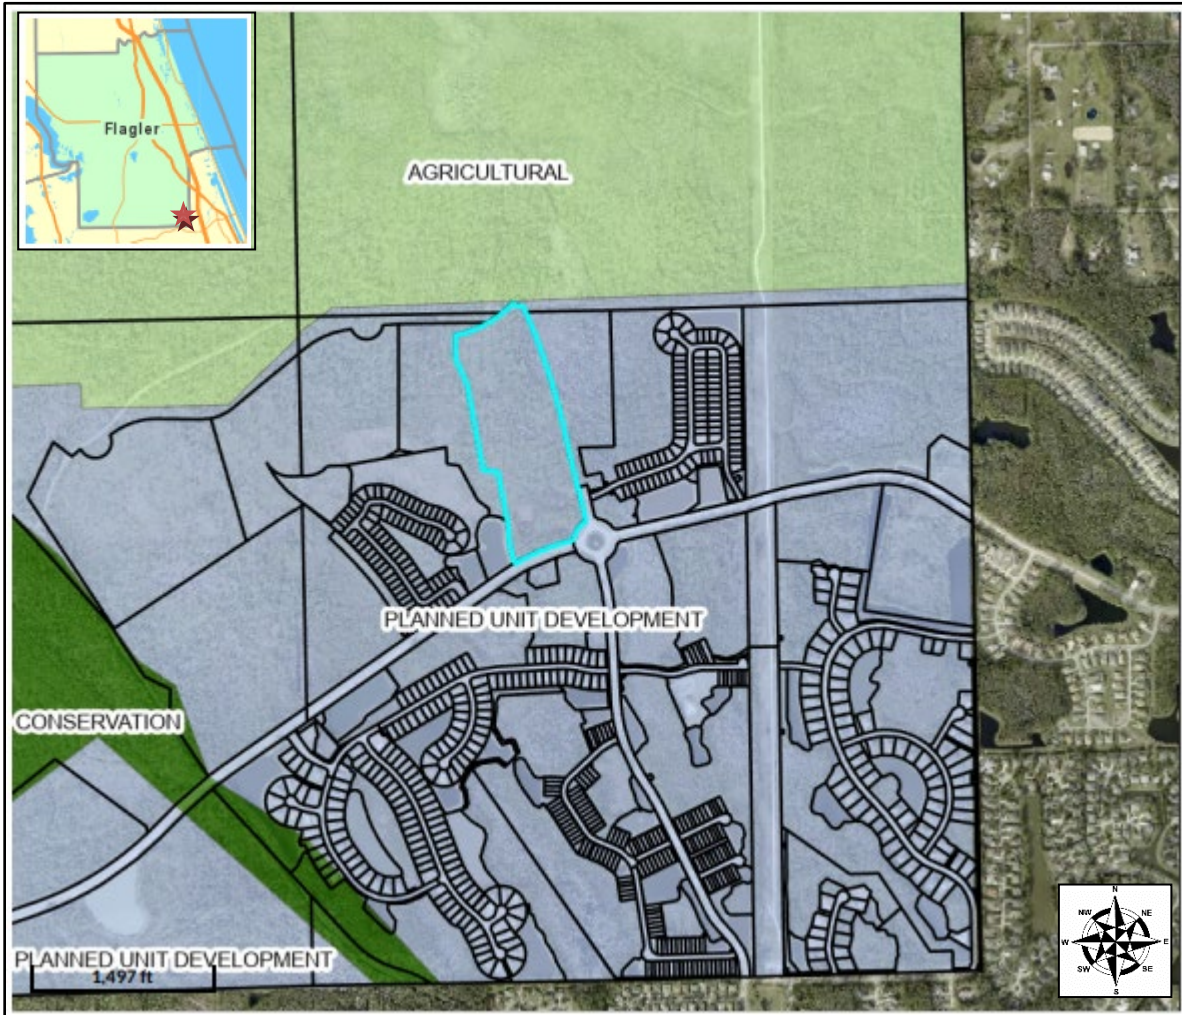 Flagler
AGRICULTURAL
PLANNED UNIT DEVELOPMENT
CONSERVATION
PLANNED UNIT DEVELOPMENT
1,497 ft
N
NW NE
W E
SW SE
S